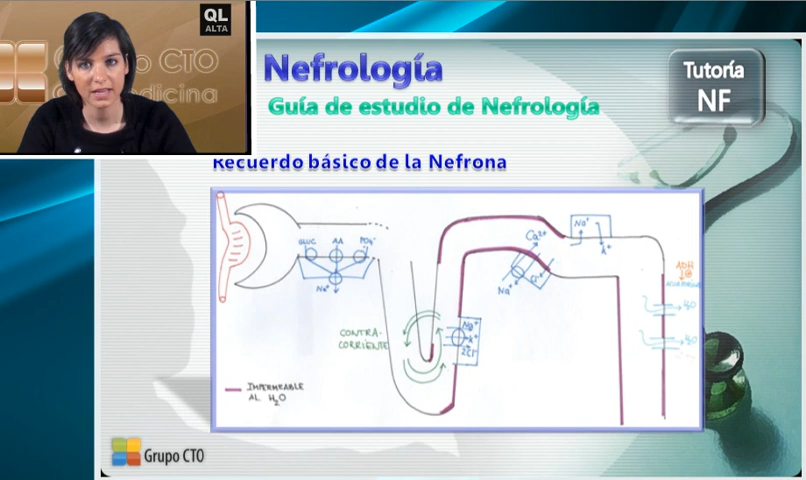 QL
ALTA
Grupo CTO
Medicina
Nefrología
Tutoría
NF
Guía de estudio de Nefrología
Recuerdo básico de la Nefrona
GLUC AA PO4-
Na+
Ca2+
Na+
K+
Na+
Cl-
ADH
H2O
H2O
CONTRA-
CORRIENTE
Na+
K+
2Cl-
IMPERMEABLE
AL H2O
Grupo CTO